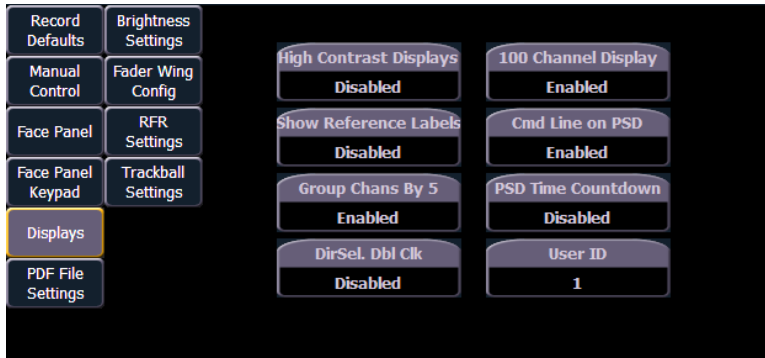 Record
Defaults
Brightness
Settings
Manual
Control
Fader Wing
Config
Face Panel
RFR
Settings
Face Panel
Keypad
Trackball
Settings
Displays
PDF File
Settings
High Contrast Displays
Disabled
100 Channel Display
Enabled
Show Reference Labels
Disabled
Cmd Line on PSD
Enabled
Group Chans By 5
Enabled
PSD Time Countdown
Disabled
DirSel. Dbl Clk
Disabled
User ID
1